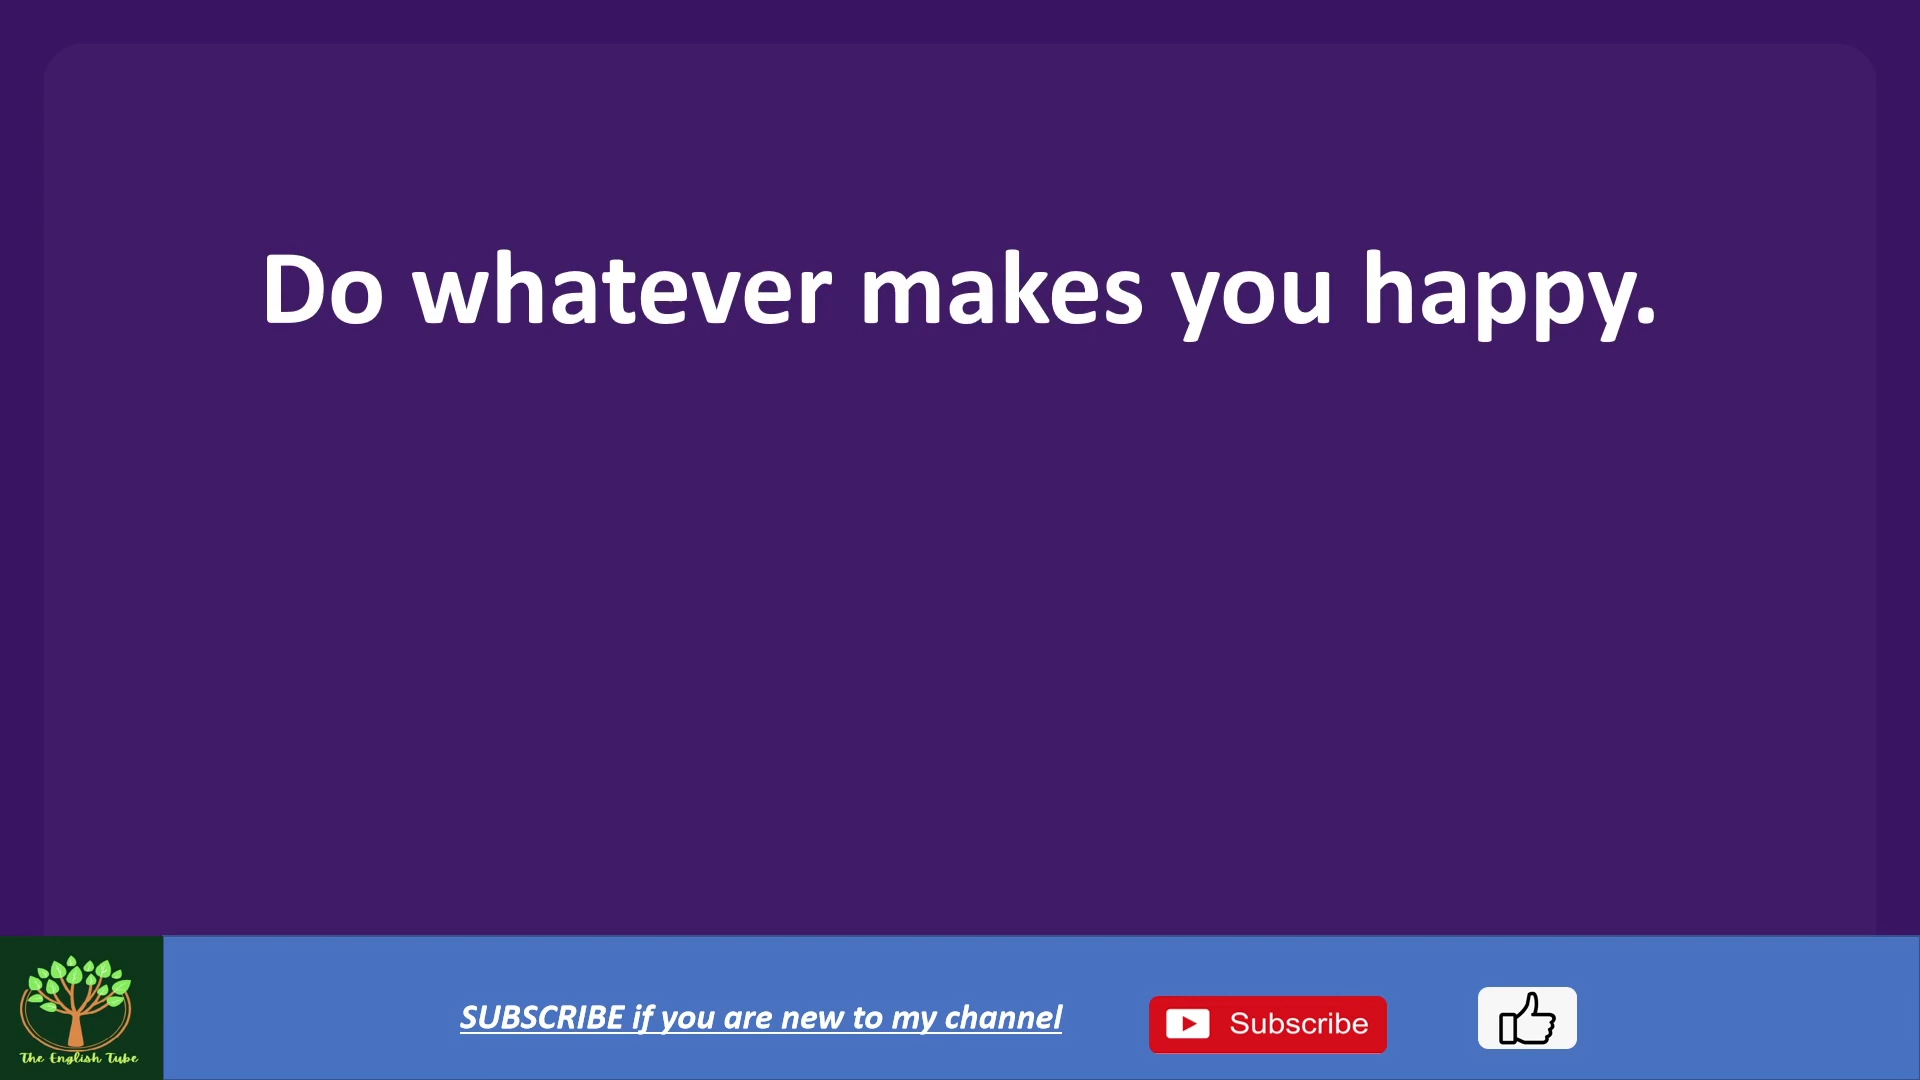 Do whatever makes you happy.
SUBSCRIBE if you are new to my channel
Subscribe
The English Tube